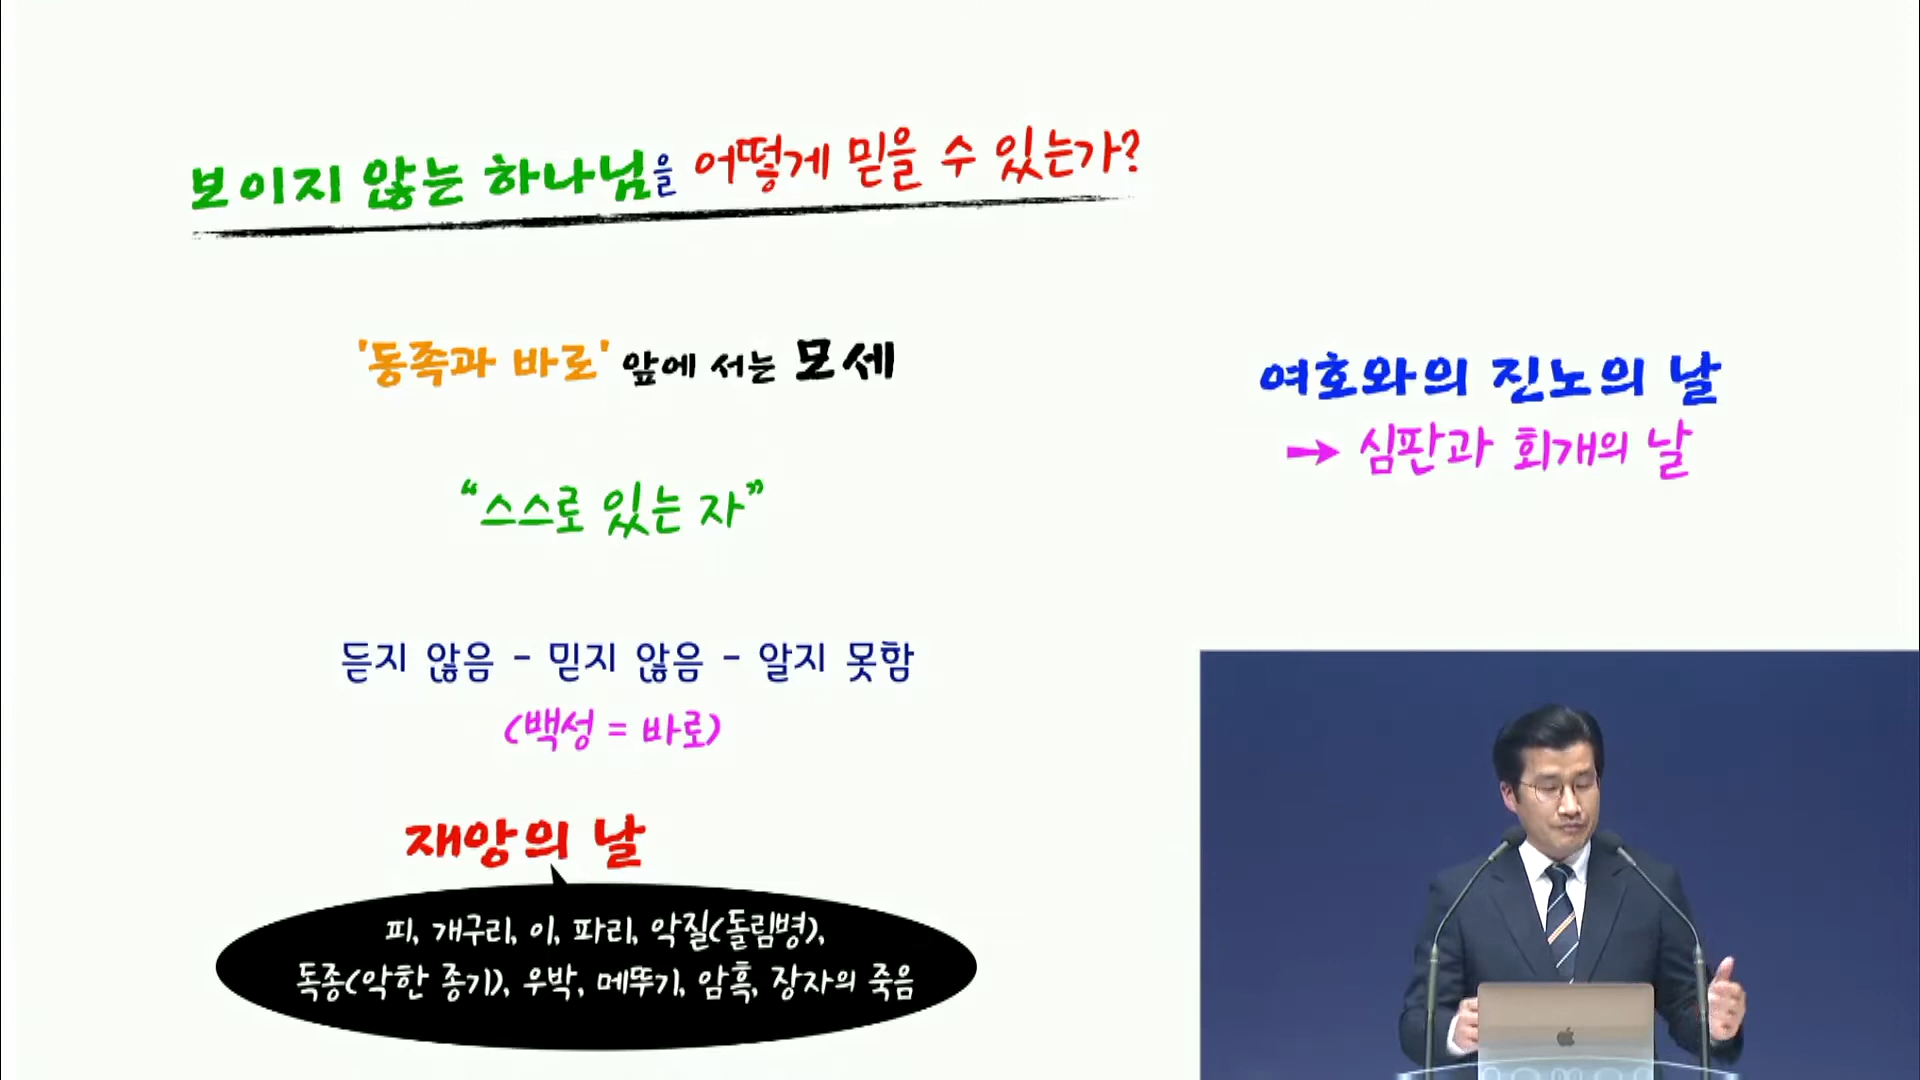 보이지 않는 하나님을 어떻게 믿을 수 있는가?
'동족과 바로' 앞에 서는 모세
“스스로 있는 자”
듣지 않음 - 믿지 않음 - 알지 못함
(백성 = 바로)
재앙의 날
피, 개구리, 이, 파리, 악질(돌림병),
독종(악한 종기), 우박, 메뚜기, 암흑, 장자의 죽음
여호와의 진노의 날
→ 심판과 회개의 날